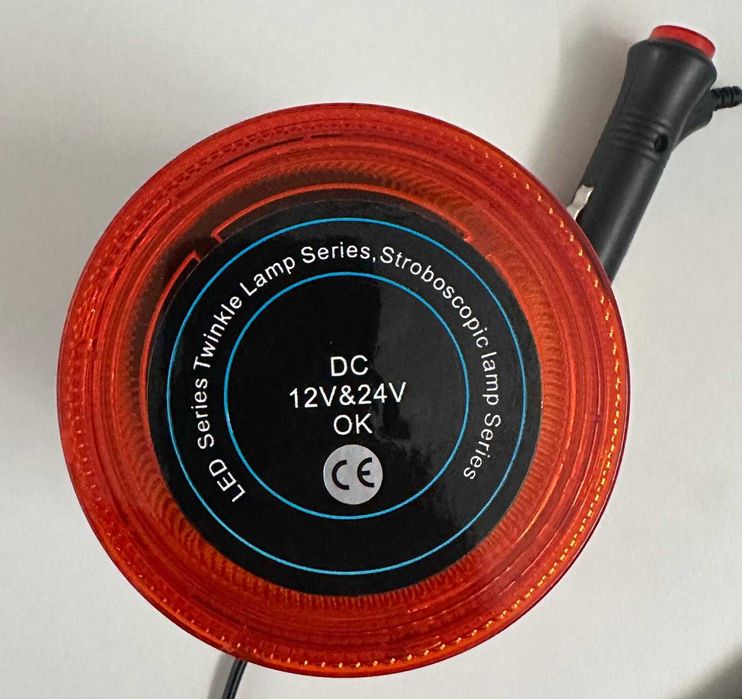 LED Series Twinkle Lamp Series,Stroboscopic lamp Series
DC
12V&24V
OK
CE